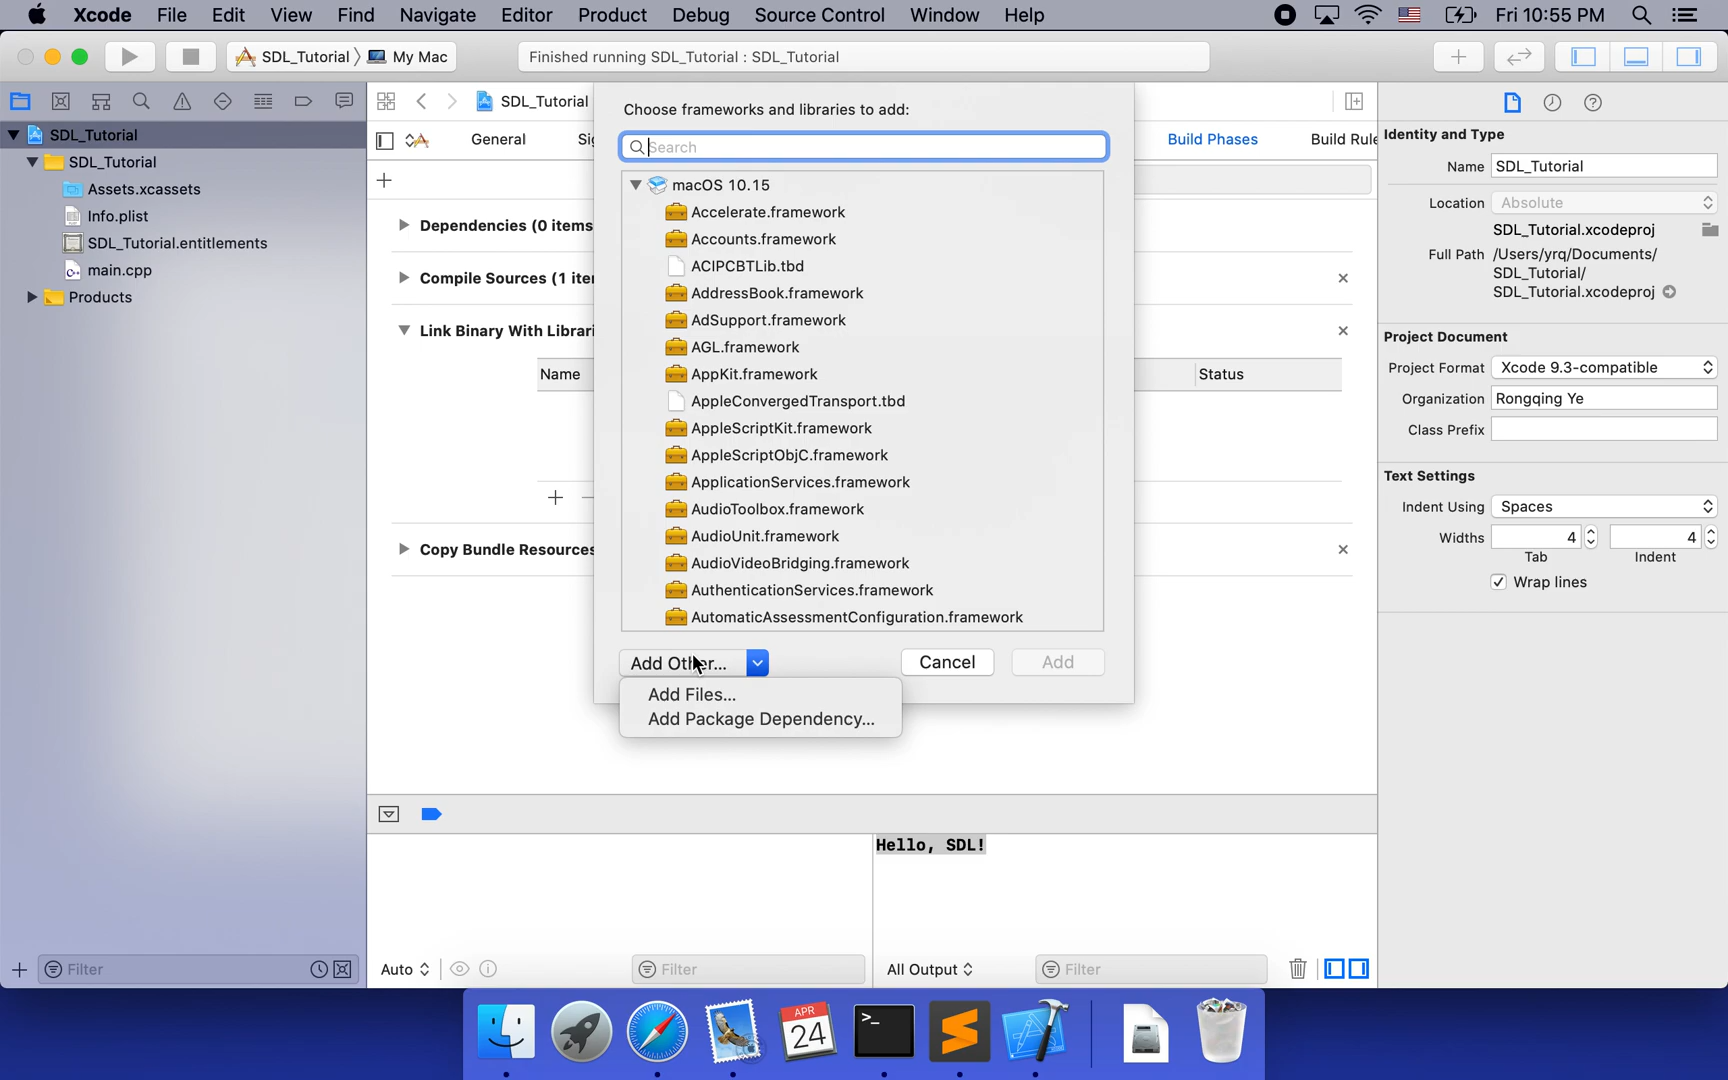 Xcode File Edit View Find Navigate Editor Product Debug Source Control Window Help Fri 10:55 PM
SDL_Tutorial My Mac Finished running SDL_Tutorial : SDL_Tutorial
SDL_Tutorial
SDL_Tutorial
Assets.xcassets
Info.plist
SDL_Tutorial.entitlements
main.cpp
Products
Filter
SDL_Tutorial
General Build Phases
Dependencies (0 items
Compile Sources (1
Link Binary With
Name Status
Copy Bundle Resources
Choose frameworks and libraries to add:
Search
macOS 10.15
Accelerate.framework
Accounts.framework
ACIPCBTLib.tbd
AddressBook.framework
AdSupport.framework
AGL.framework
AppKit.framework
AppleConvergedTransport.tbd
AppleScriptKit.framework
AppleScriptObjC.framework
ApplicationServices.framework
AudioToolbox.framework
AudioUnit.framework
AudioVideoBridging.framework
AuthenticationServices.framework
AutomaticAssessmentConfiguration.framework
Add Other... Cancel Add
Add Files...
Add Package Dependency...
Hello, SDL!
Auto Filter All Output Filter
Identity and Type
Name SDL_Tutorial
Location Absolute
SDL_Tutorial.xcodeproj
Full Path /Users/yrq/Documents/
SDL_Tutorial/
SDL_Tutorial.xcodeproj
Project Document
Project Format Xcode 9.3-compatible
Organization Rongqing Ye
Class Prefix
Text Settings
Indent Using Spaces
Widths 4 4
Tab Indent
Wrap lines
APR
24